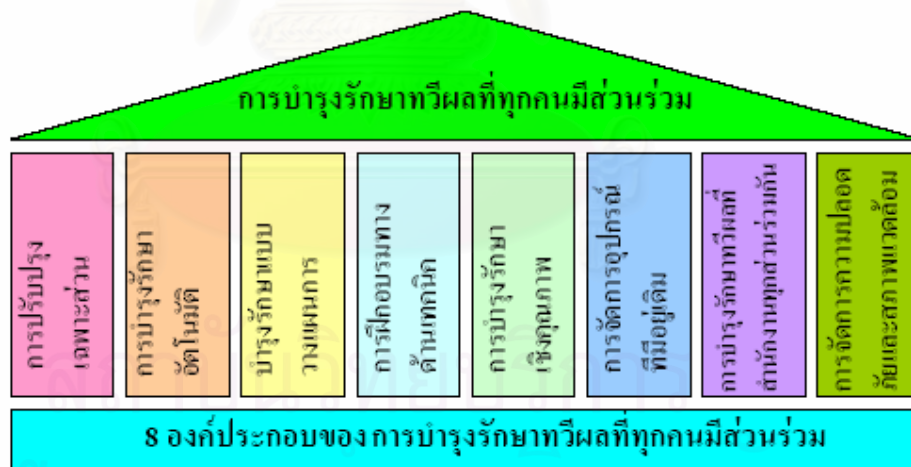 การบำรุงรักษาทวีผลที่ทุกคนมีส่วนร่วม
การปรับปรุง
เฉพาะส่วน
การบำรุงรักษา
อัตโนมัติ
บำรุงรักษาแบบ
วางแผนการ
การฝึกอบรมทาง
ด้านเทคนิค
การบำรุงรักษา
เชิงคุณภาพ
การจัดการอุปกรณ์
ที่มีอยู่เดิม
การบำรุงรักษาทวีผลที่
สำนักงานทุกส่วนร่วมกัน
การจัดการความปลอด
ภัยและสภาพแวดล้อม
8 องค์ประกอบของ การบำรุงรักษาทวีผลที่ทุกคนมีส่วนร่วม